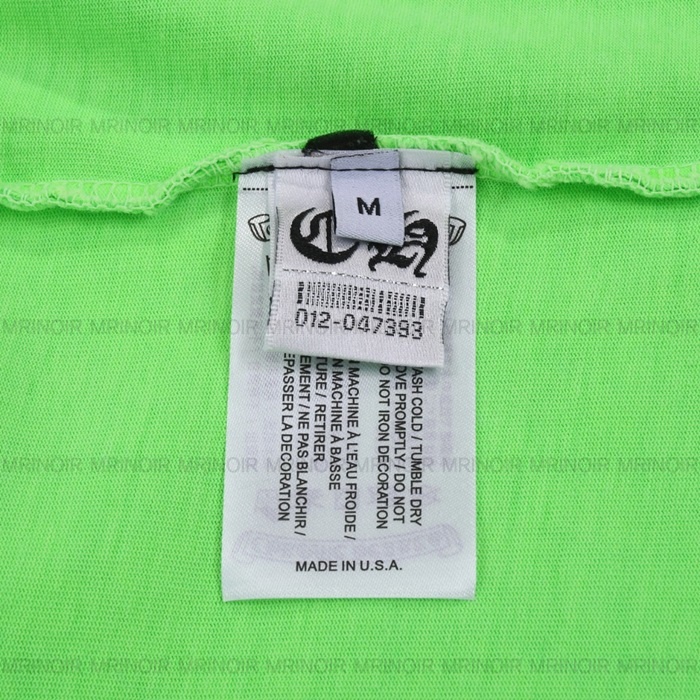 MRINOIR MRINOIR MRINOIR MRINOIR MRINOIR MRINOIR MRINOIR MRINOIR
M
CH
012-047393
ASH COLD / TUMBLE DRY
OVE PROMPTLY / DO NOT
DO NOT IRON DECORATION
N MACHINE À L'EAU FROIDE /
N MACHINE À BASSE
TURE / RETIRER
EMENT / NE PAS BLANCHIR /
EPASSER LA DECORATION
MADE IN U.S.A.
MRINOIR MRINOIR MRINOIR MRINOIR MRINOIR MRINOIR MRINOIR MRINOIR
MRINOIR MRINOIR MRINOIR MRINOIR MRINOIR MRINOIR MRINOIR MRINOIR
MRINOIR MRINOIR MRINOIR MRINOIR MRINOIR MRINOIR MRINOIR MRINOIR